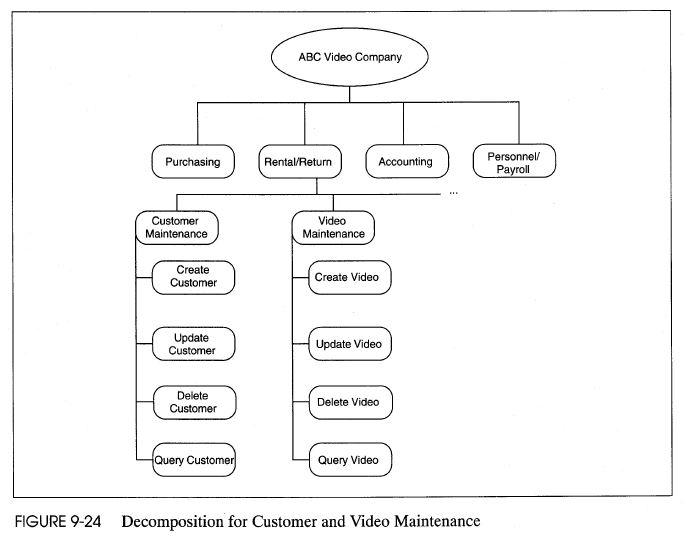 ABC Video Company
Purchasing
Rental/Return
Accounting
Personnel/
Payroll
...
Customer
Maintenance
Video
Maintenance
Create
Customer
Create Video
Update
Customer
Update Video
Delete
Customer
Delete Video
Query Customer
Query Video
FIGURE 9-24 Decomposition for Customer and Video Maintenance